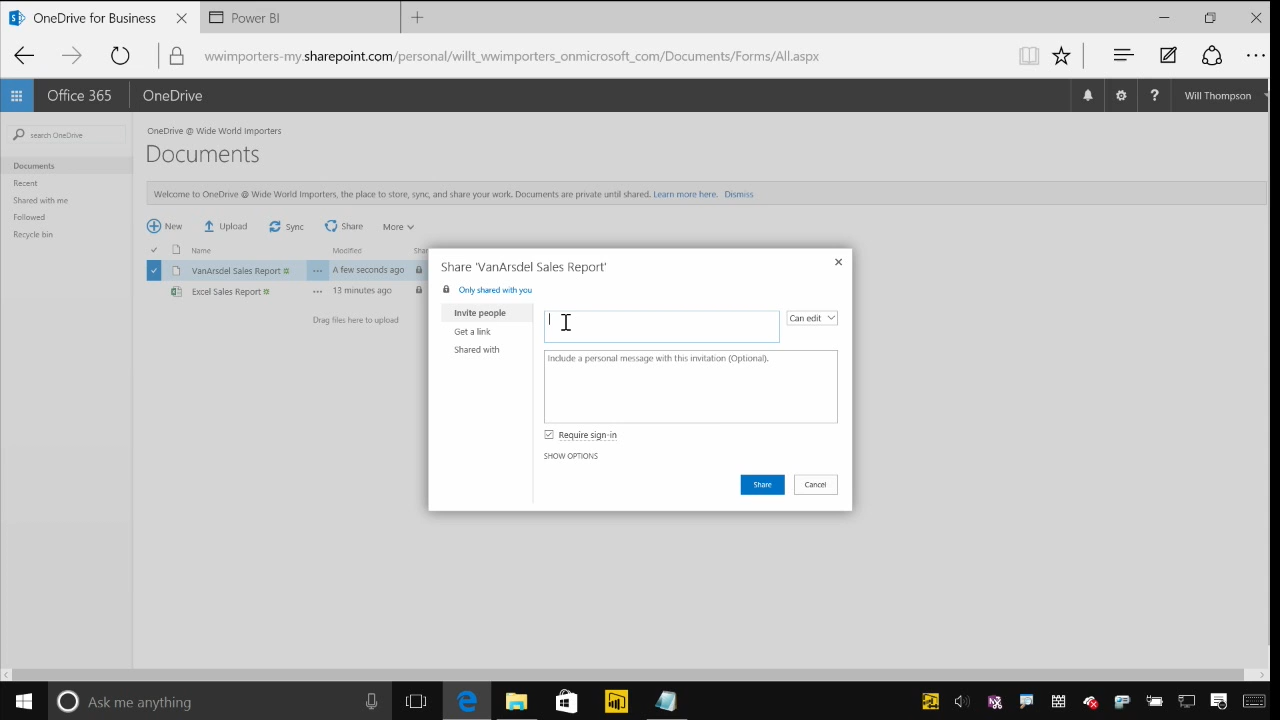 OneDrive for Business
Power BI
wwimporters-my.sharepoint.com/personal/willt_wwimporters_onmicrosoft_com/Documents/Forms/All.aspx
Office 365
OneDrive
Will Thompson
search OneDrive
Documents
Recent
Shared with me
Followed
Recycle bin
OneDrive @ Wide World Importers
Documents
Welcome to OneDrive @ Wide World Importers, the place to store, sync, and share your work. Documents are private until shared. Learn more here. Dismiss
New Upload Sync Share More
Name Modified Shar
VanArsdel Sales Report A few seconds ago
Excel Sales Report 13 minutes ago
Drag files here to upload
Share 'VanArsdel Sales Report'
Only shared with you
Invite people
Get a link
Shared with
Can edit
Include a personal message with this invitation (Optional).
Require sign-in
SHOW OPTIONS
Share Cancel
Ask me anything